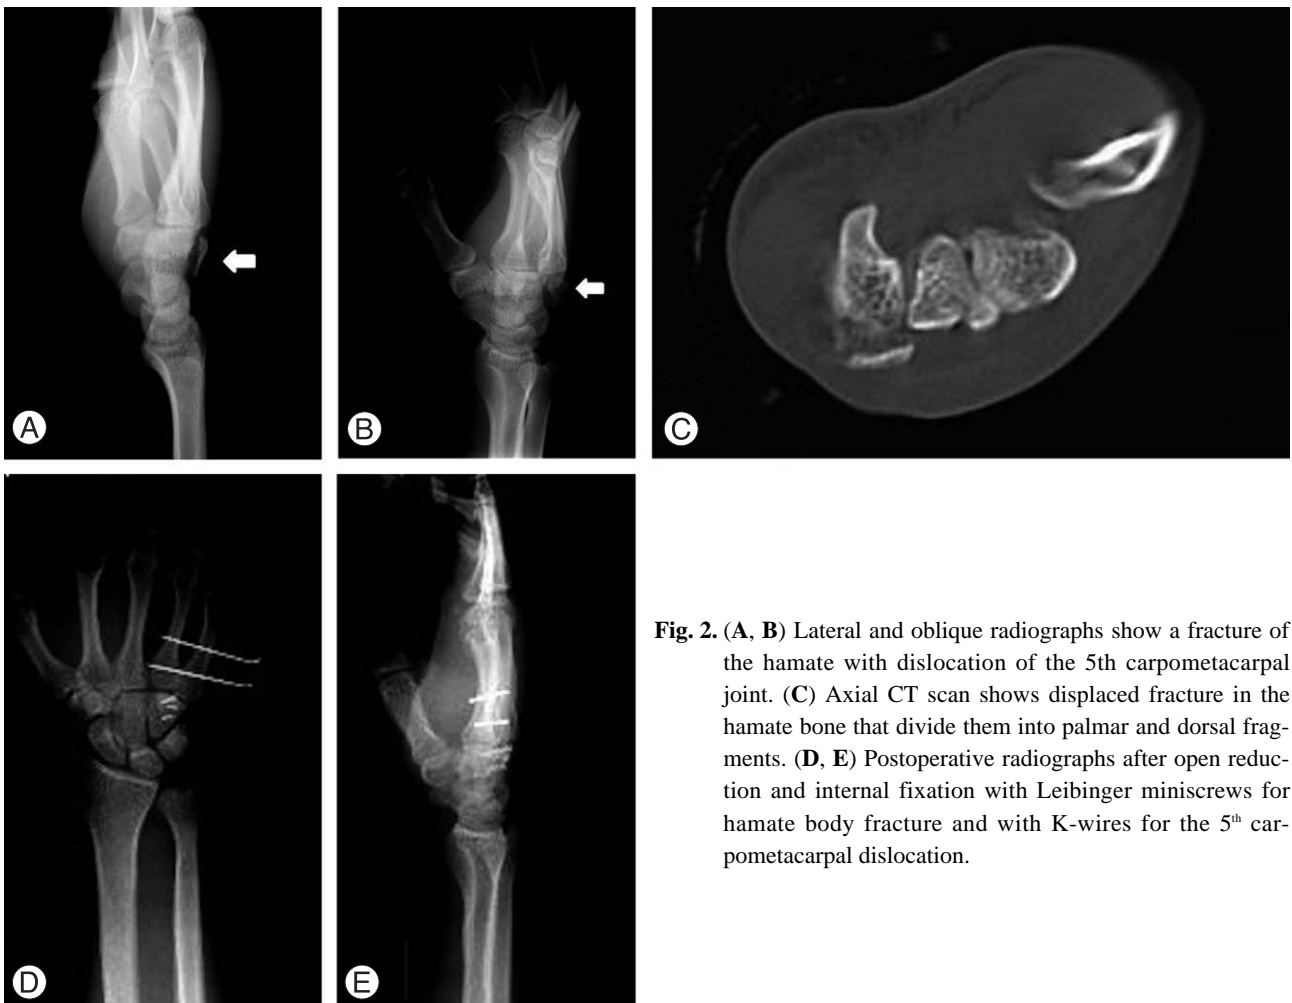 A
B
C
D
E
Fig. 2. (A, B) Lateral and oblique radiographs show a fracture of
the hamate with dislocation of the 5th carpometacarpal
joint. (C) Axial CT scan shows displaced fracture in the
hamate bone that divide them into palmar and dorsal frag-
ments. (D, E) Postoperative radiographs after open reduc-
tion and internal fixation with Leibinger miniscrews for
hamate body fracture and with K-wires for the 5th car-
pometacarpal dislocation.